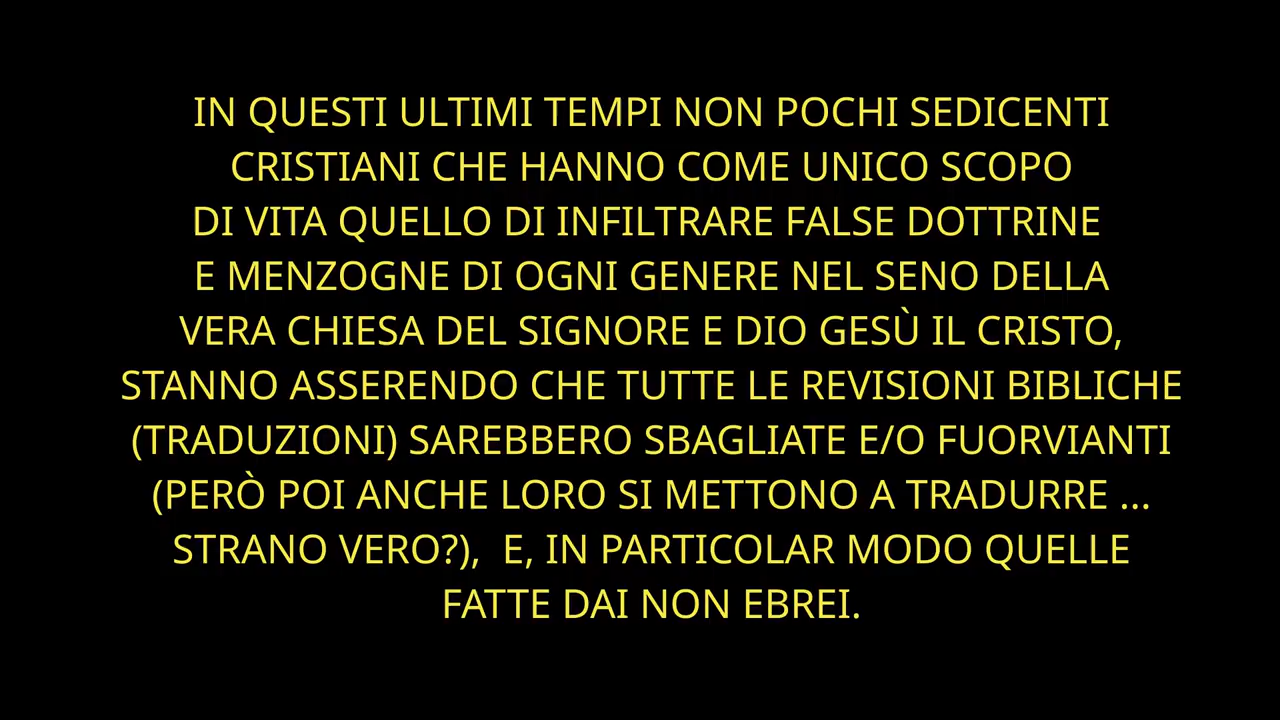 IN QUESTI ULTIMI TEMPI NON POCHI SEDICENTI
CRISTIANI CHE HANNO COME UNICO SCOPO
DI VITA QUELLO DI INFILTRARE FALSE DOTTRINE
E MENZOGNE DI OGNI GENERE NEL SENO DELLA
VERA CHIESA DEL SIGNORE E DIO GESÙ IL CRISTO,
STANNO ASSERENDO CHE TUTTE LE REVISIONI BIBLICHE
(TRADUZIONI) SAREBBERO SBAGLIATE E/O FUORVIANTI
(PERÒ POI ANCHE LORO SI METTONO A TRADURRE ...
STRANO VERO?),  E, IN PARTICOLAR MODO QUELLE
FATTE DAI NON EBREI.